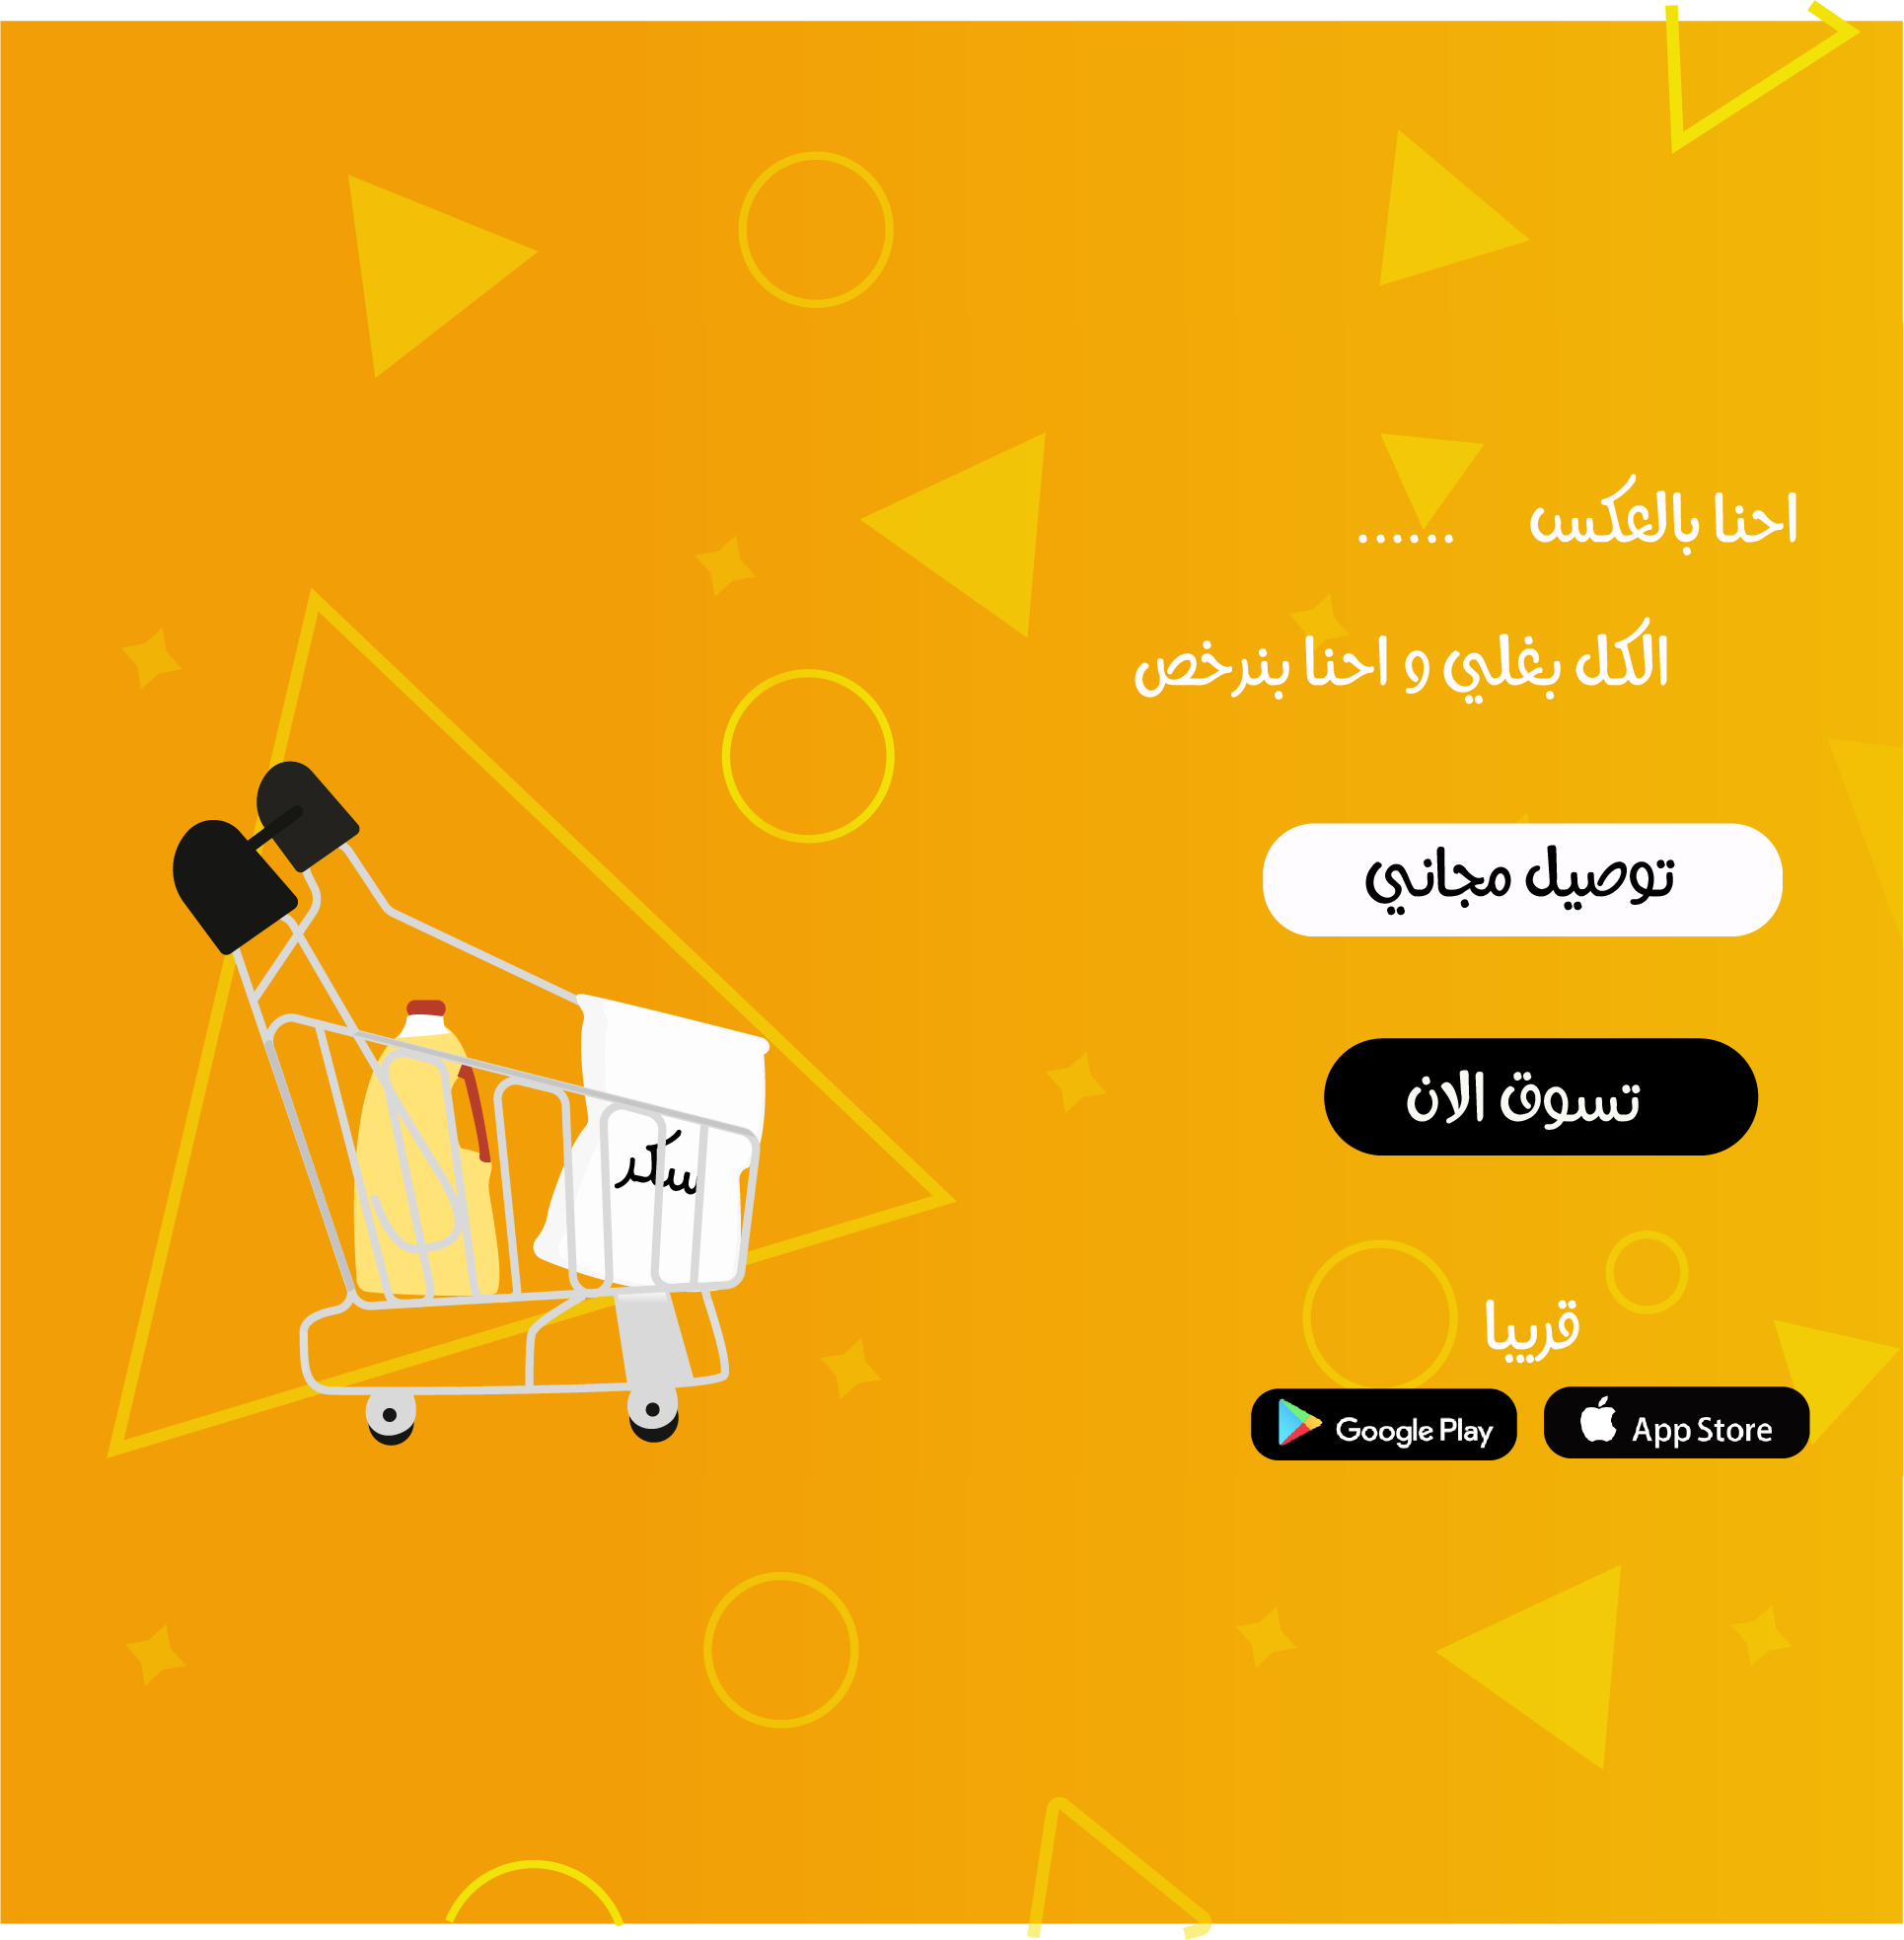 احنا بالعكس ......
الكل بغلي و احنا بنرخص
توصيل مجاني
تسوق الان
سكر
قريبا
Google Play
App Store